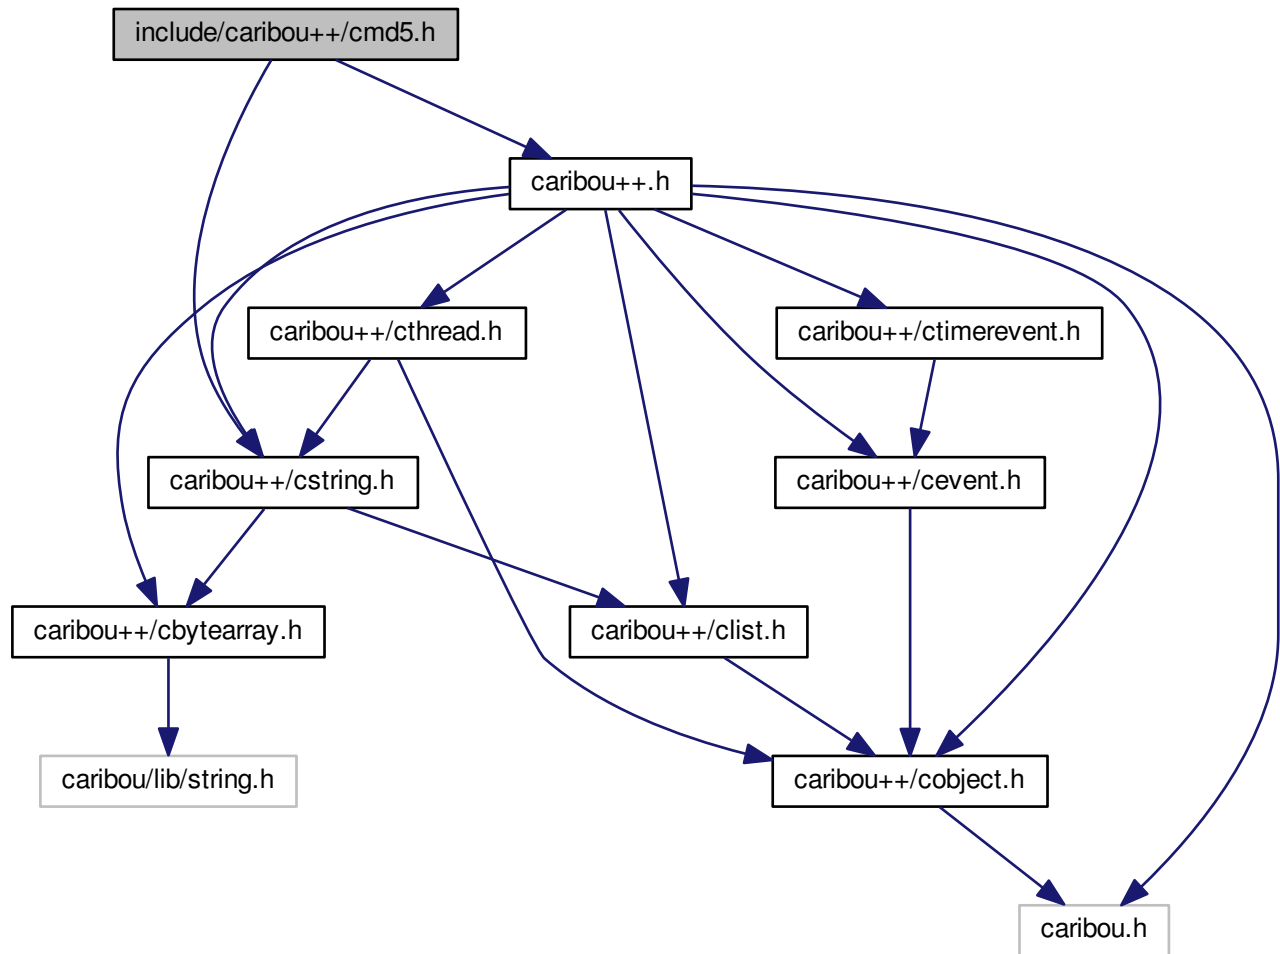 include/caribou++/cmd5.h
caribou++.h
caribou++/cthread.h
caribou++/ctimerevent.h
caribou++/cstring.h
caribou++/cevent.h
caribou++/cbytearray.h
caribou++/clist.h
caribou/lib/string.h
caribou++/cobject.h
caribou.h